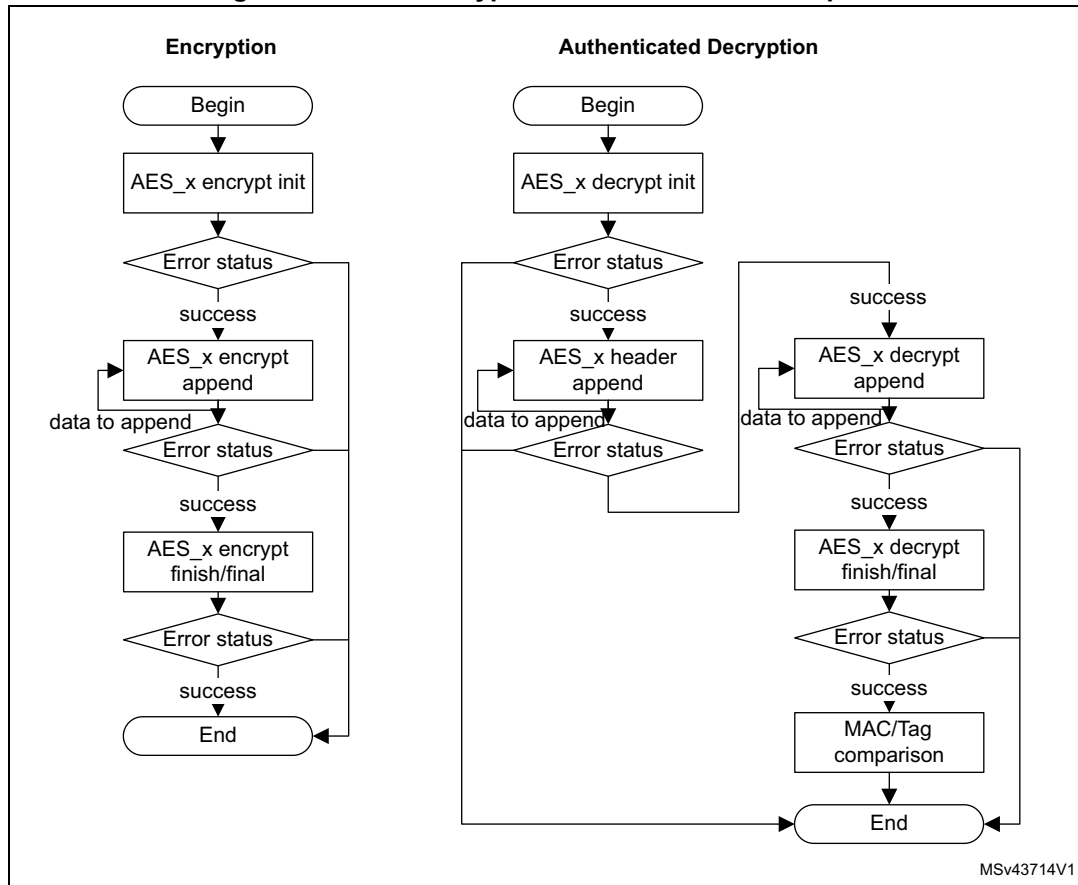 Encryption
Begin
AES_x encrypt init
Error status
success
AES_x encrypt
append
data to append
Error status
success
AES_x encrypt
finish/final
Error status
success
End
Authenticated Decryption
Begin
AES_x decrypt init
Error status
success
AES_x header
append
data to append
Error status
success
AES_x decrypt
append
data to append
Error status
success
AES_x decrypt
finish/final
Error status
success
MAC/Tag
comparison
End
MSv43714V1